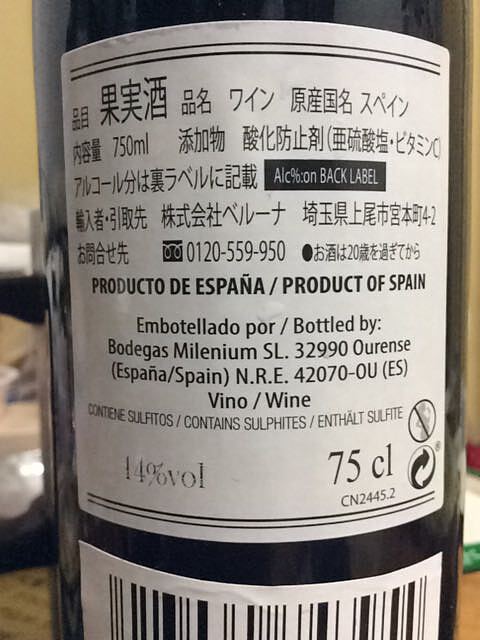 品目 果実酒 品名 ワイン 原産国名 スペイン
内容量 750ml 添加物 酸化防止剤(亜硫酸塩・ビタミンC)
アルコール分は裏ラベルに記載 Alc%:on BACK LABEL
輸入者・引取先 株式会社ベルーナ 埼玉県上尾市宮本町4-2
お問合せ先 0120-559-950 ●お酒は20歳を過ぎてから
PRODUCTO DE ESPAÑA / PRODUCT OF SPAIN
Embotellado por / Bottled by:
Bodegas Milenium SL. 32990 Ourense
(España/Spain) N.R.E. 42070-OU (ES)
Vino / Wine
CONTIENE SULFITOS / CONTAINS SULPHITES / ENTHÄLT SULFITE
14%vol 75 cl ®
CN2445.2